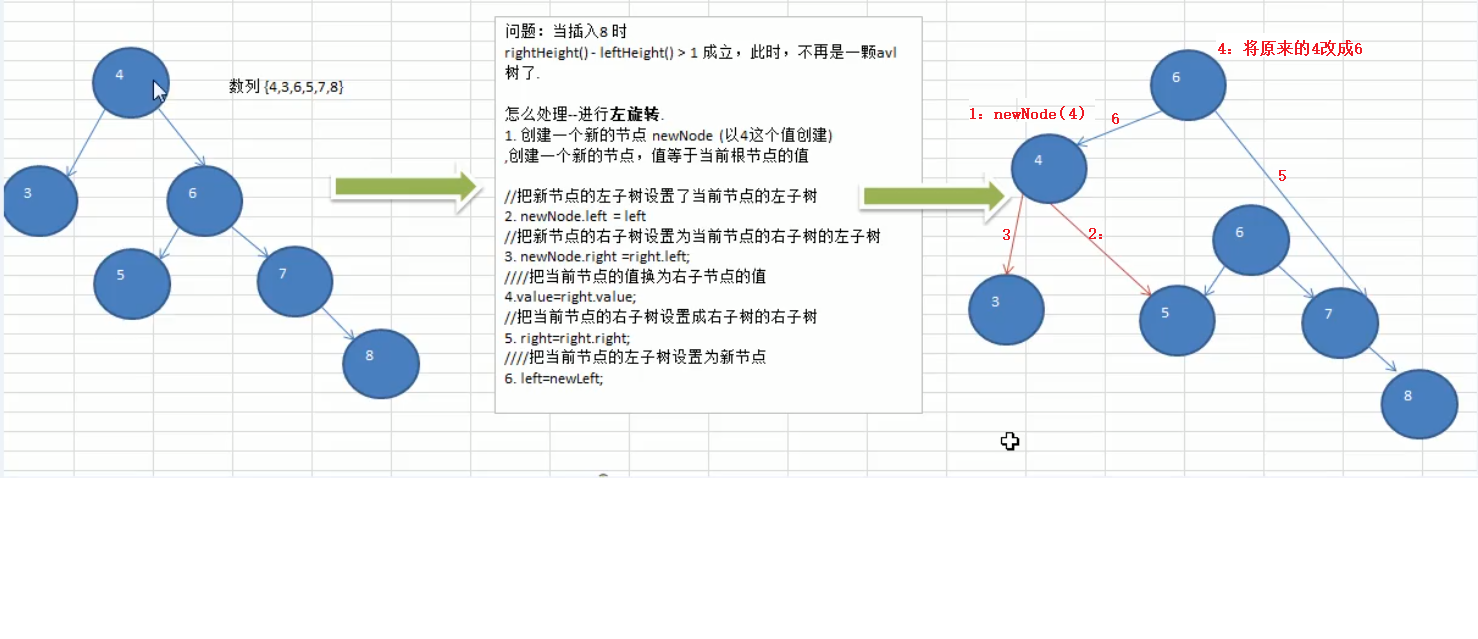 4
3
6
5
7
8
数列 {4,3,6,5,7,8}
问题：当插入8 时
rightHeight() - leftHeight() > 1 成立，此时，不再是一颗avl
树了.
怎么处理--进行左旋转.
1. 创建一个新的节点 newNode (以4这个值创建)
,创建一个新的节点，值等于当前根节点的值
//把新节点的左子树设置了当前节点的左子树
2. newNode.left = left
//把新节点的右子树设置为当前节点的右子树的左子树
3. newNode.right =right.left;
////把当前节点的值换为右子节点的值
4.value=right.value;
//把当前节点的右子树设置成右子树的右子树
5. right=right.right;
////把当前节点的左子树设置为新节点
6. left=newLeft;
4：将原来的4改成6
6
1：newNode(4)
6
4
5
3
2：
6
3
5
7
8